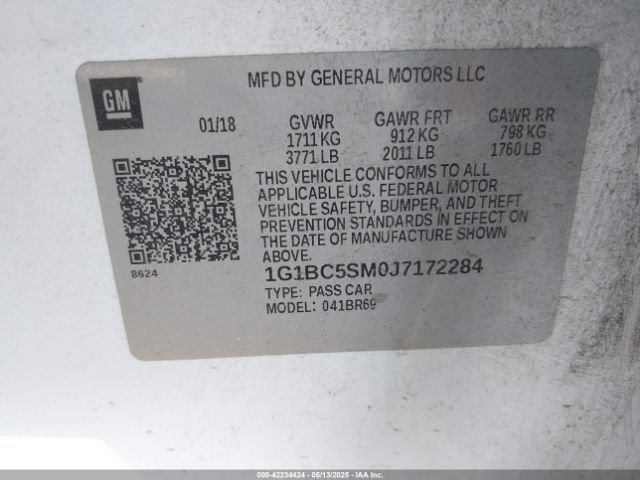 GM
MFD BY GENERAL MOTORS LLC
01/18 GVWR GAWR FRT GAWR RR
1711 KG 912 KG 798 KG
3771 LB 2011 LB 1760 LB
THIS VEHICLE CONFORMS TO ALL
APPLICABLE U.S. FEDERAL MOTOR
VEHICLE SAFETY, BUMPER, AND THEFT
PREVENTION STANDARDS IN EFFECT ON
THE DATE OF MANUFACTURE SHOWN
ABOVE.
8624
1G1BC5SM0J7172284
TYPE: PASS CAR
MODEL: 041BR69
000-42234424 - 05/13/2025 - IAAI.COM